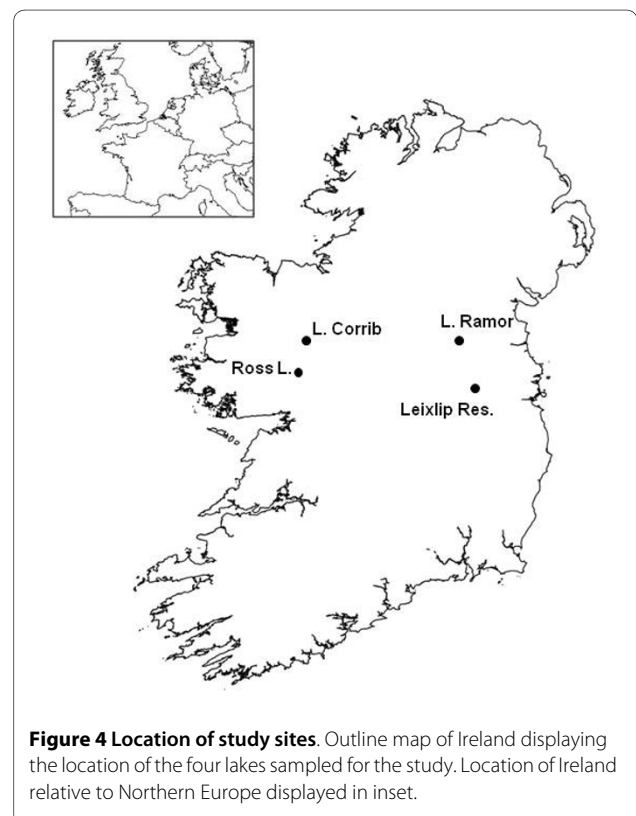 L. Corrib
L. Ramor
Ross L.
Leixlip Res.
Figure 4 Location of study sites. Outline map of Ireland displaying
the location of the four lakes sampled for the study. Location of Ireland
relative to Northern Europe displayed in inset.